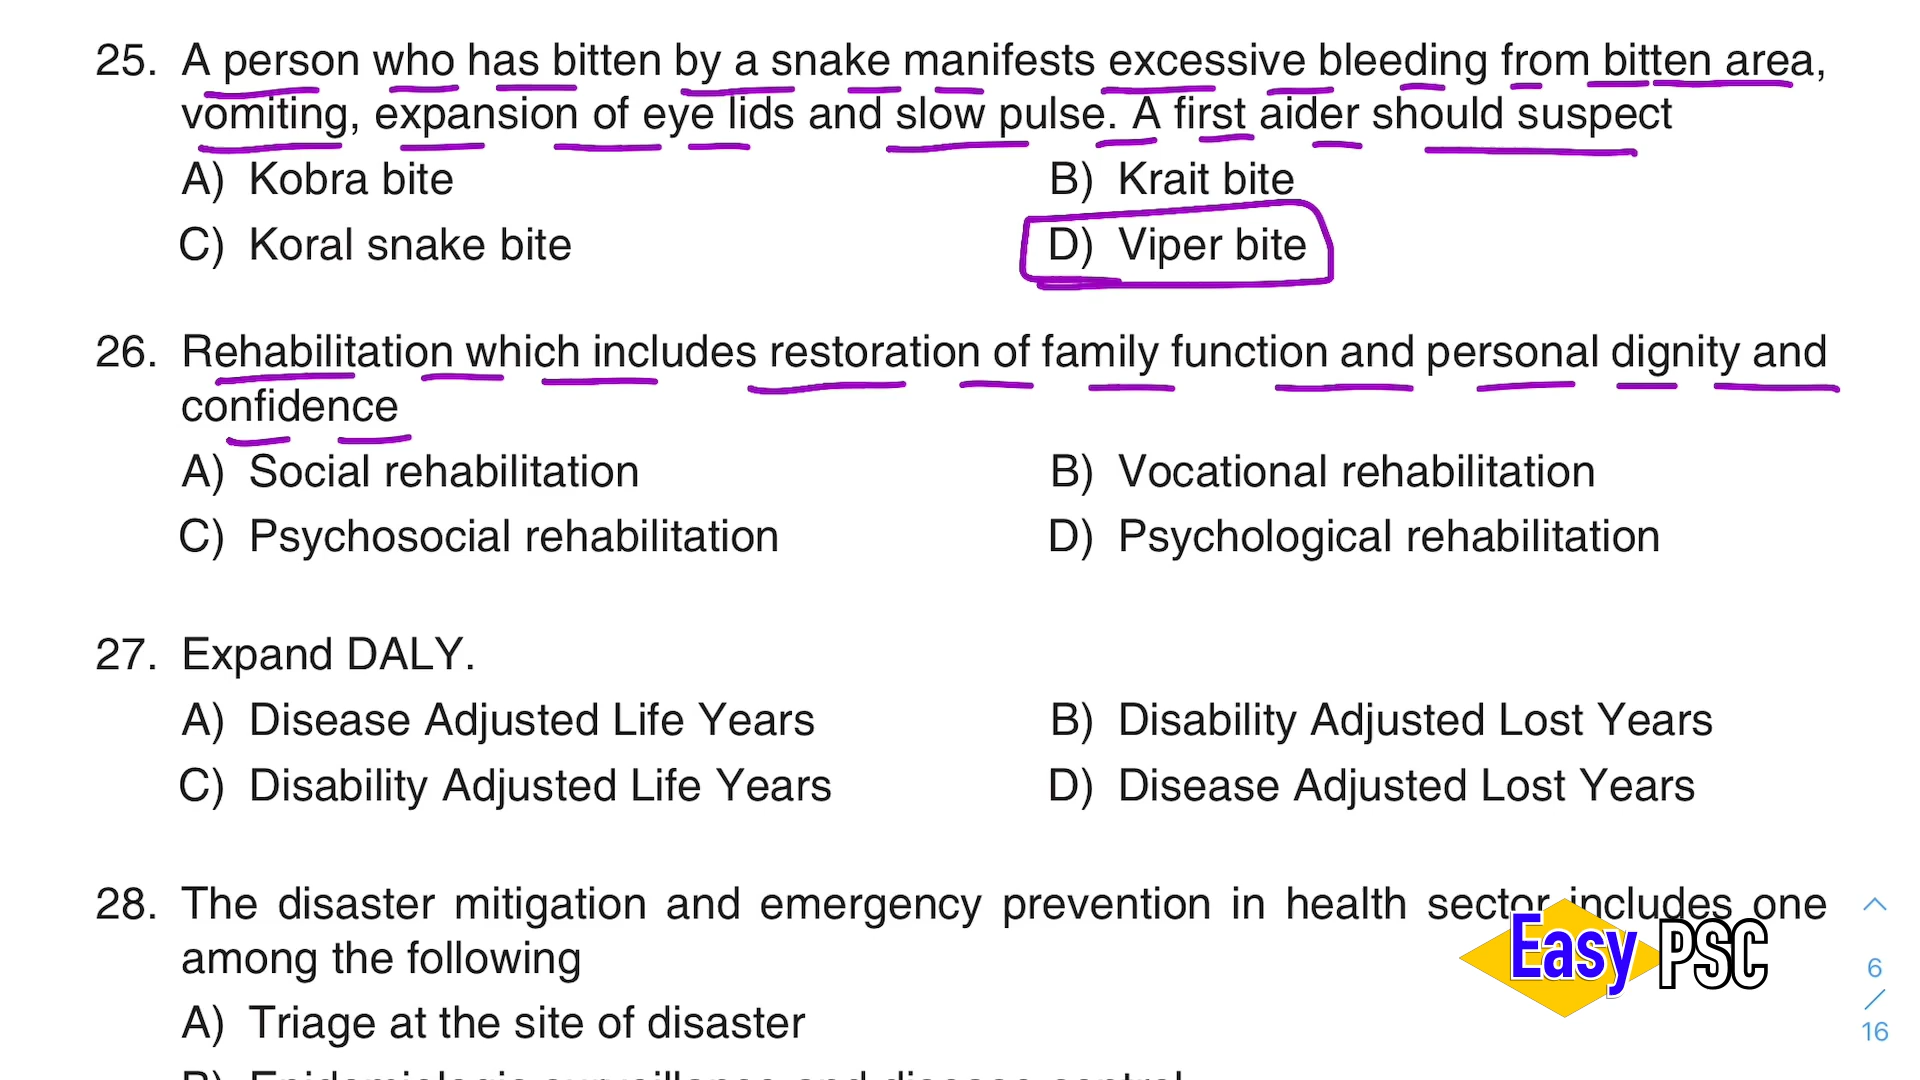 25. A person who has bitten by a snake manifests excessive bleeding from bitten area,
vomiting, expansion of eye lids and slow pulse. A first aider should suspect
A) Kobra bite B) Krait bite
C) Koral snake bite D) Viper bite
26. Rehabilitation which includes restoration of family function and personal dignity and
confidence
A) Social rehabilitation B) Vocational rehabilitation
C) Psychosocial rehabilitation D) Psychological rehabilitation
27. Expand DALY.
A) Disease Adjusted Life Years B) Disability Adjusted Lost Years
C) Disability Adjusted Life Years D) Disease Adjusted Lost Years
28. The disaster mitigation and emergency prevention in health sector includes one
among the following
Easy PSC
6
/
16
A) Triage at the site of disaster
B) Epidemiologic surveillance and disease control